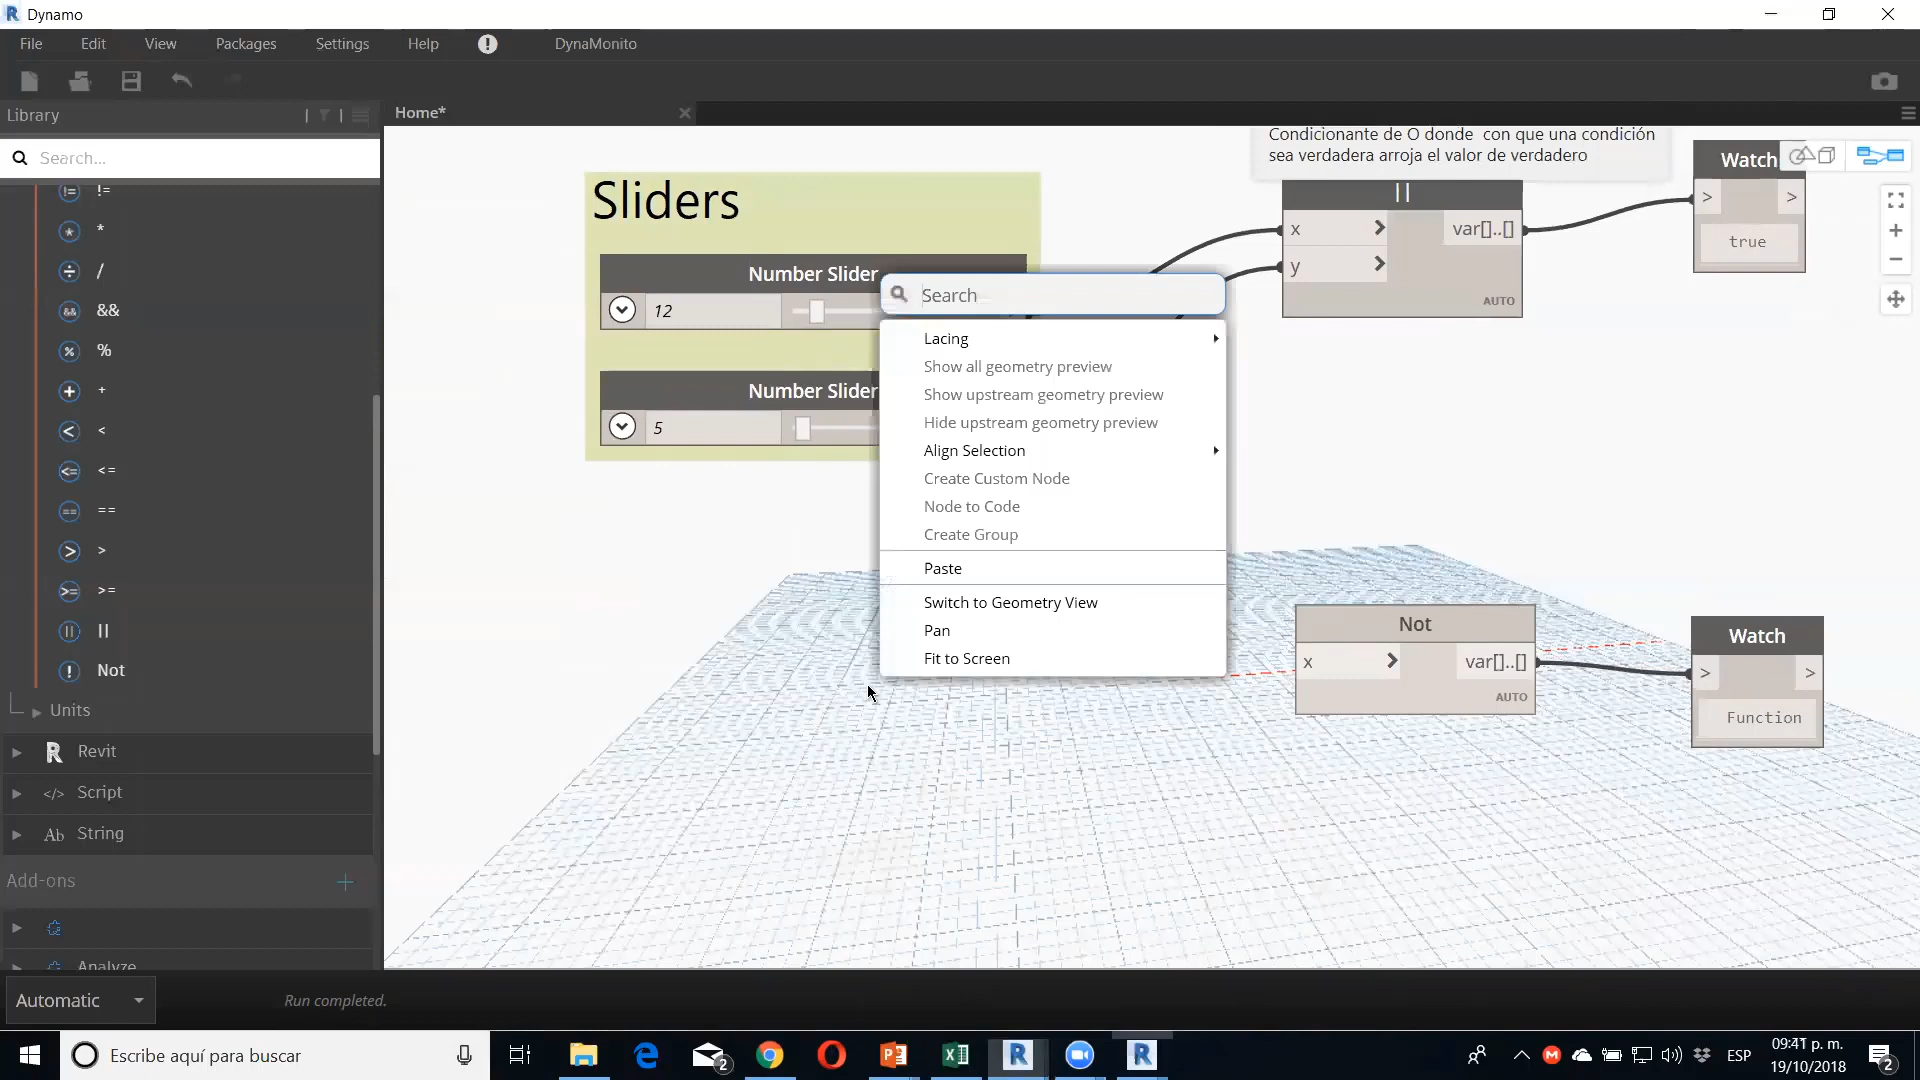 Dynamo
File Edit View Packages Settings Help DynaMonito
Library
Home*
Search...
!= !=
* *
÷ /
&& &&
% %
+ +
< <
<= <=
== ==
> >
>= >=
|| ||
! Not
Units
Revit
</> Script
Ab String
Add-ons
Analyze
Sliders
Number Slider
12
Number Slider
5
Condicionante de O donde con que una condición
sea verdadera arroja el valor de verdadero
||
x > var[]..[]
y >
AUTO
Watch
> >
true
Search
Lacing
Show all geometry preview
Show upstream geometry preview
Hide upstream geometry preview
Align Selection
Create Custom Node
Node to Code
Create Group
Paste
Switch to Geometry View
Pan
Fit to Screen
Not
x > var[]..[]
AUTO
Watch
> >
Function
Automatic
Run completed.
Escribe aquí para buscar
2
ESP
09:41 p. m.
19/10/2018
2